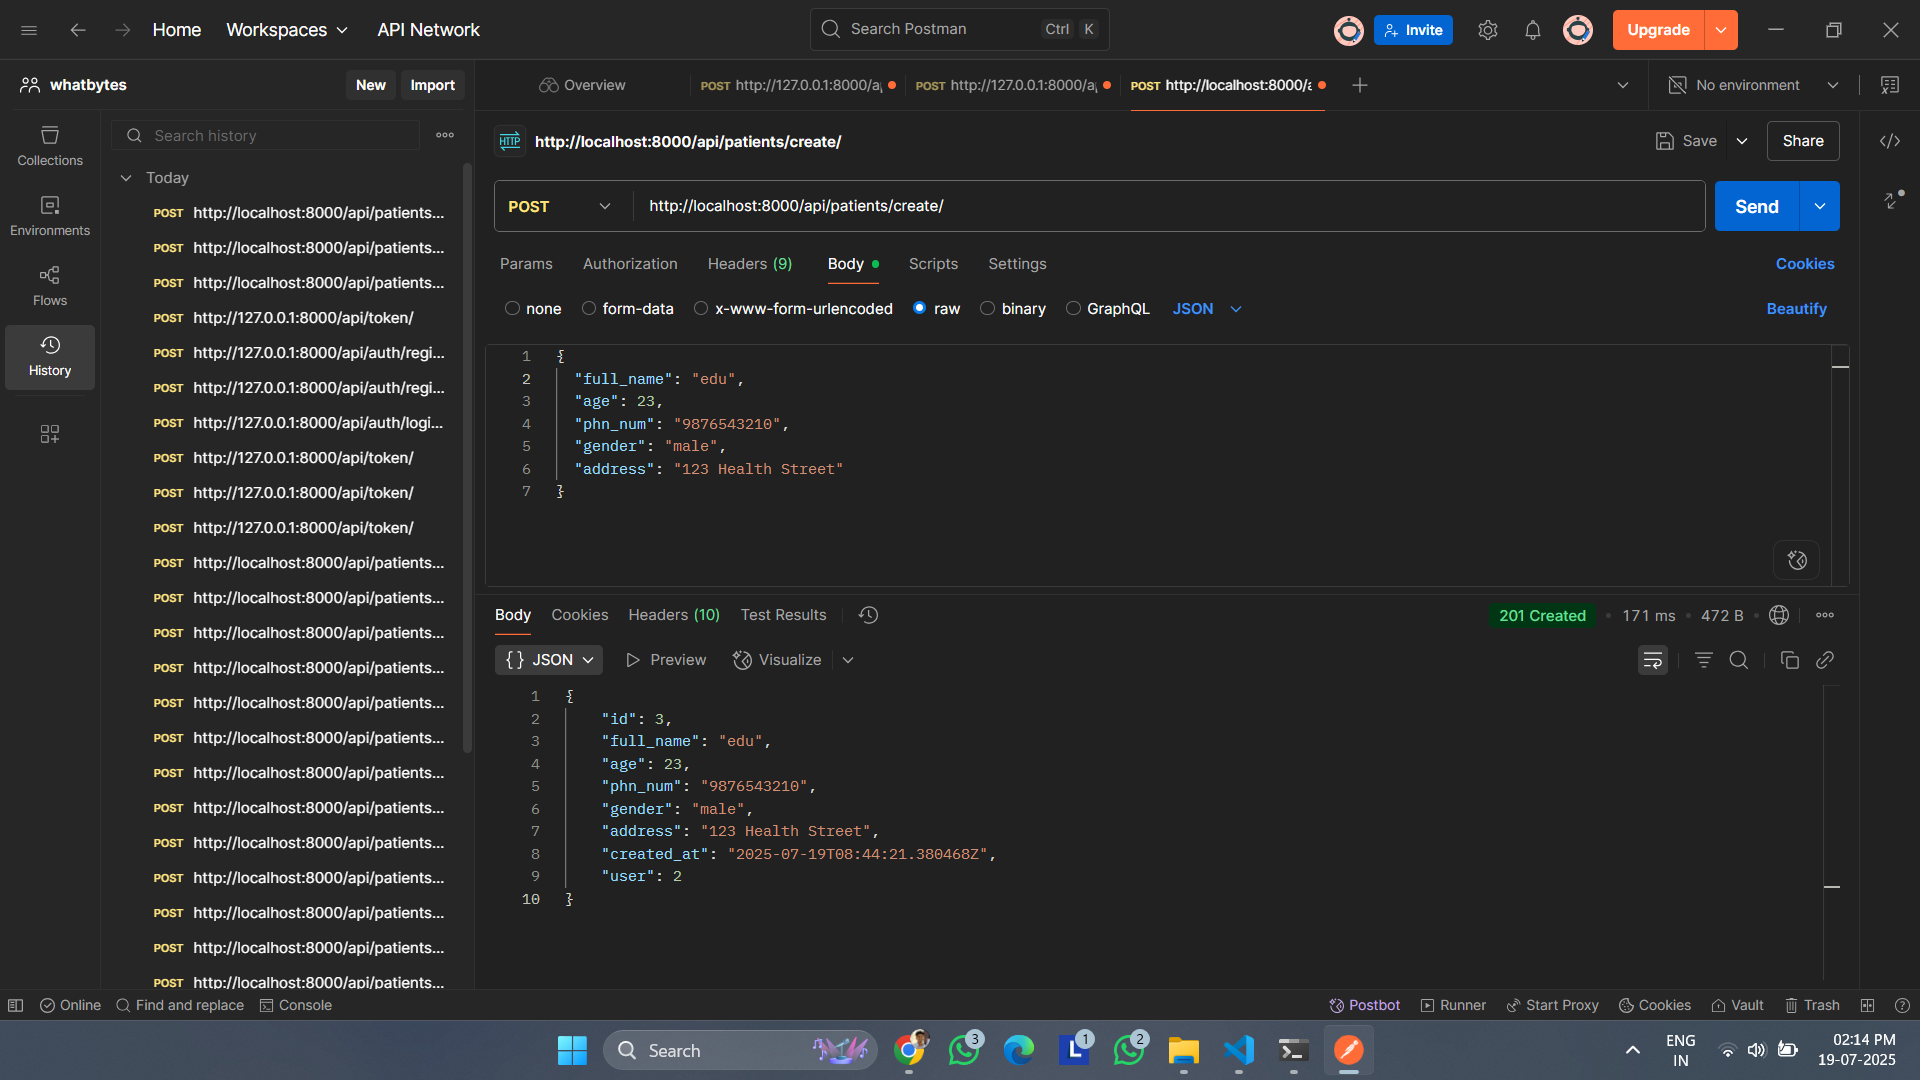 Home Workspaces API Network Search Postman Ctrl K Invite Upgrade
whatbytes New Import Overview POST http://127.0.0.1:8000/a POST http://127.0.0.1:8000/a POST http://localhost:8000/ No environment
Search history
Collections
Environments
Flows
History
Today
POST http://localhost:8000/api/patients...
POST http://localhost:8000/api/patients...
POST http://localhost:8000/api/patients...
POST http://127.0.0.1:8000/api/token/
POST http://127.0.0.1:8000/api/auth/regi...
POST http://127.0.0.1:8000/api/auth/regi...
POST http://127.0.0.1:8000/api/auth/logi...
POST http://127.0.0.1:8000/api/token/
POST http://127.0.0.1:8000/api/token/
POST http://127.0.0.1:8000/api/token/
POST http://localhost:8000/api/patients...
POST http://localhost:8000/api/patients...
POST http://localhost:8000/api/patients...
POST http://localhost:8000/api/patients...
POST http://localhost:8000/api/patients...
POST http://localhost:8000/api/patients...
POST http://localhost:8000/api/patients...
POST http://localhost:8000/api/patients...
POST http://localhost:8000/api/patients...
POST http://localhost:8000/api/patients...
POST http://localhost:8000/api/patients...
POST http://localhost:8000/api/patients...
POST http://localhost:8000/api/patients...
HTTP http://localhost:8000/api/patients/create/ Save Share
POST http://localhost:8000/api/patients/create/ Send
Params Authorization Headers (9) Body Scripts Settings Cookies
none form-data x-www-form-urlencoded raw binary GraphQL JSON Beautify
1 {
2 "full_name": "edu",
3 "age": 23,
4 "phn_num": "9876543210",
5 "gender": "male",
6 "address": "123 Health Street"
7 }
Body Cookies Headers (10) Test Results 201 Created 171 ms 472 B
{} JSON Preview Visualize
1 {
2 "id": 3,
3 "full_name": "edu",
4 "age": 23,
5 "phn_num": "9876543210",
6 "gender": "male",
7 "address": "123 Health Street",
8 "created_at": "2025-07-19T08:44:21.380468Z",
9 "user": 2
10 }
Online Find and replace Console Postbot Runner Start Proxy Cookies Vault Trash
Search 3 L 1 2 ENG 02:14 PM
IN 19-07-2025